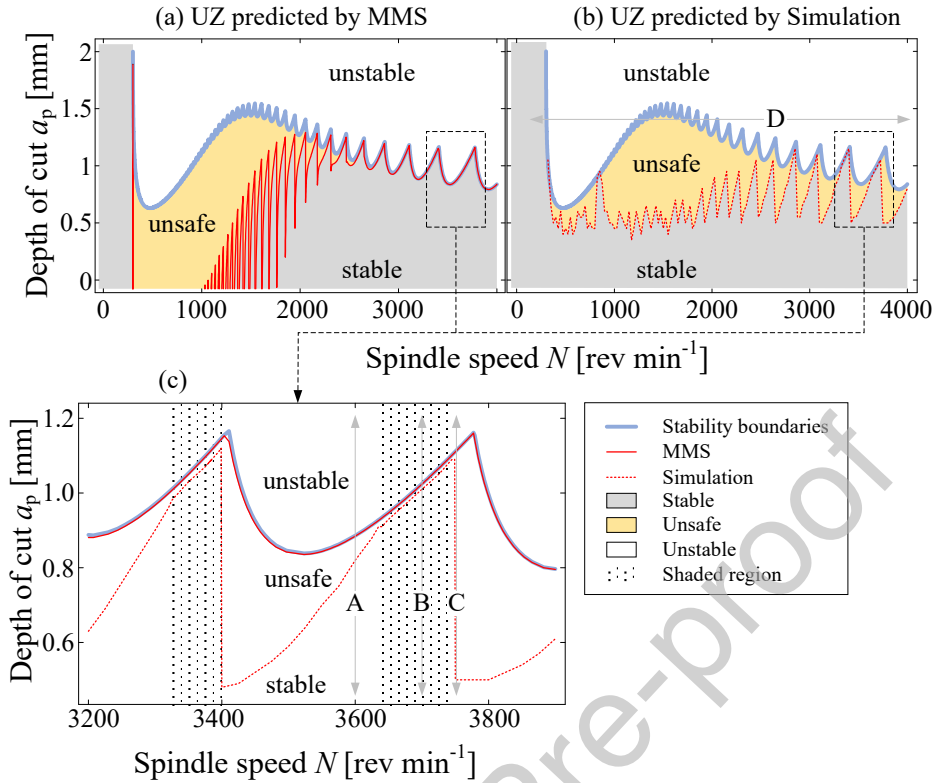 (a) UZ predicted by MMS
(b) UZ predicted by Simulation
Depth of cut a_p [mm]
2
1.5
1
0.5
0
unstable
unsafe
stable
unstable
D
unsafe
stable
0 1000 2000 3000
0 1000 2000 3000 4000
Spindle speed N [rev min⁻¹]
(c)
Depth of cut a_p [mm]
1.2
1.0
0.8
0.6
unstable
unsafe
A B C
stable
3200 3400 3600 3800
Spindle speed N [rev min⁻¹]
Stability boundaries
MMS
Simulation
Stable
Unsafe
Unstable
Shaded region
Pre-proof